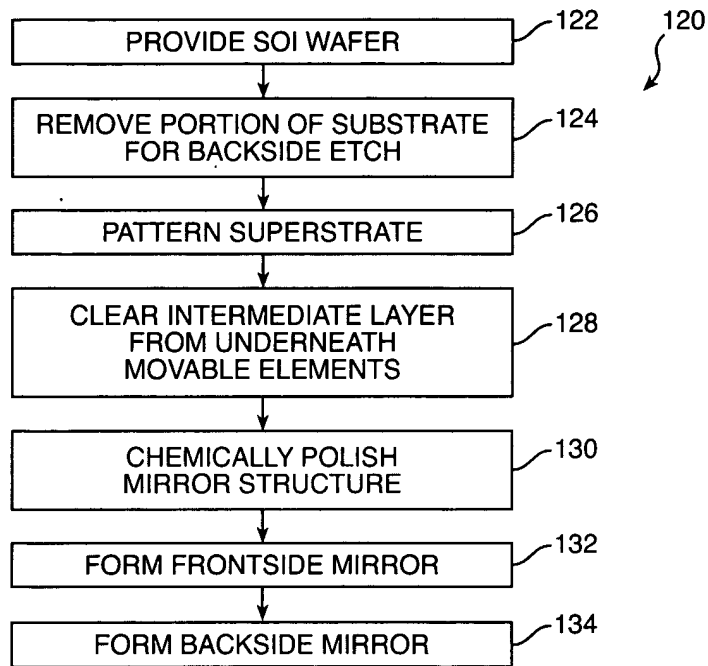 120
PROVIDE SOI WAFER
122
REMOVE PORTION OF SUBSTRATE
FOR BACKSIDE ETCH
124
PATTERN SUPERSTRATE
126
CLEAR INTERMEDIATE LAYER
FROM UNDERNEATH
MOVABLE ELEMENTS
128
CHEMICALLY POLISH
MIRROR STRUCTURE
130
FORM FRONTSIDE MIRROR
132
FORM BACKSIDE MIRROR
134